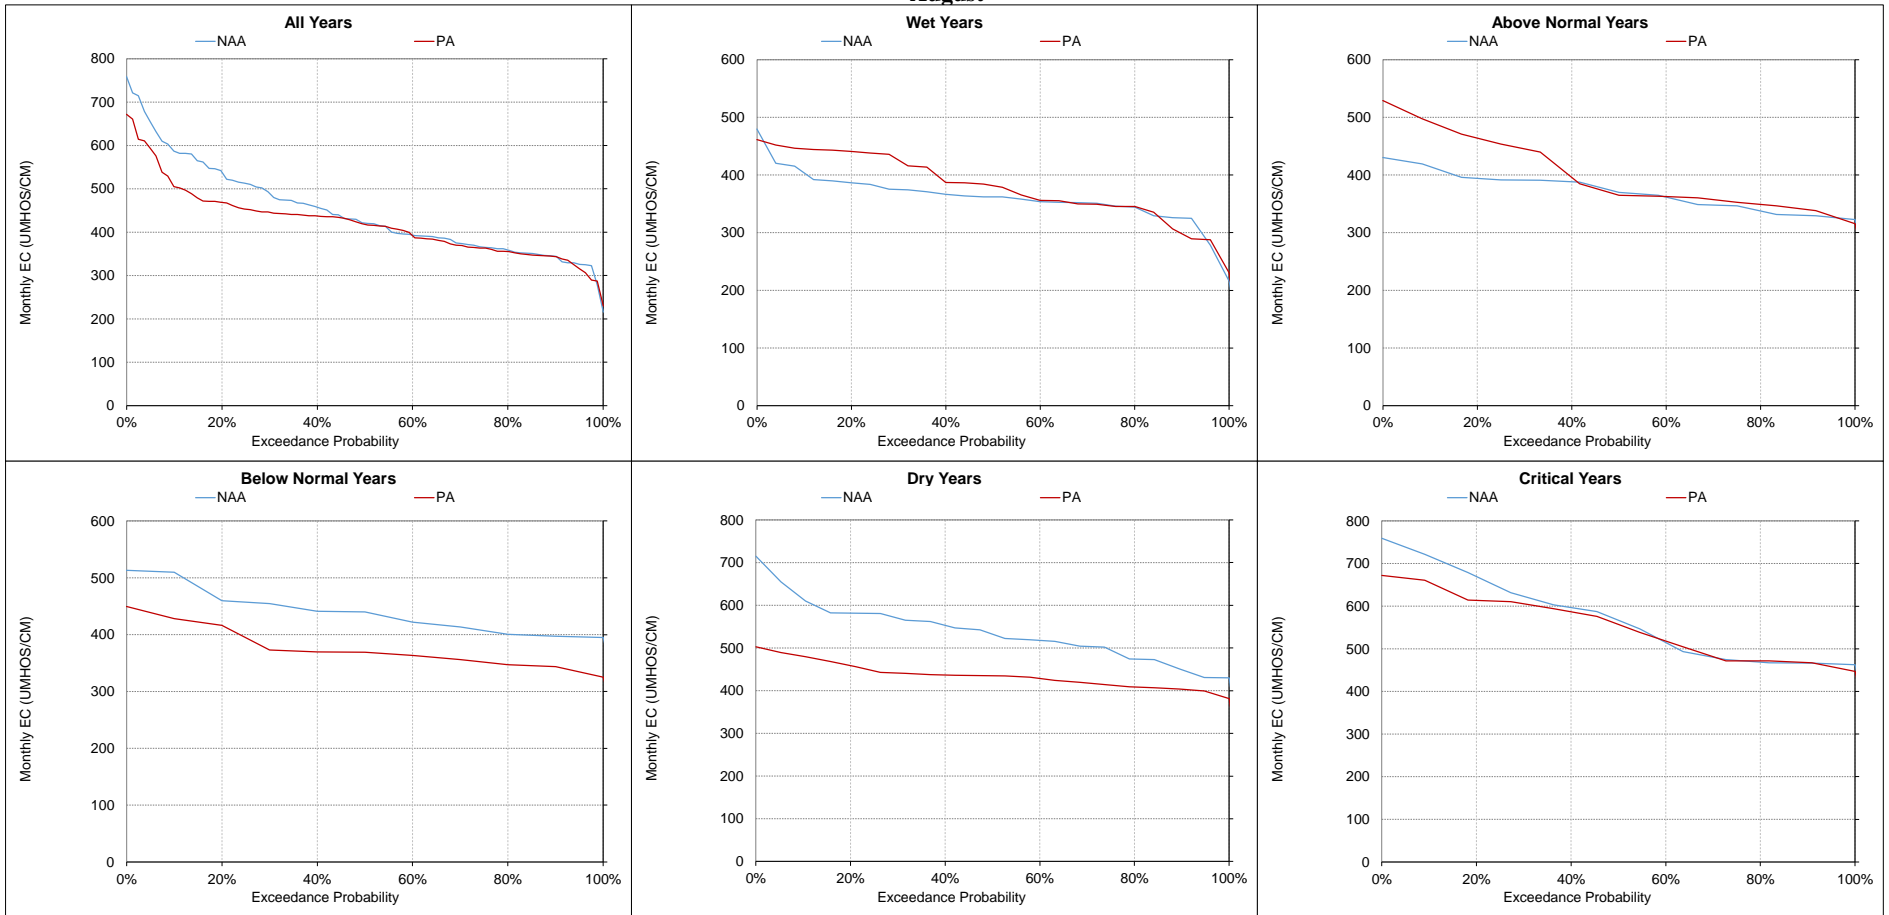 August
All Years
NAA PA
800
700
600
500
400
300
200
100
0
0% 20% 40% 60% 80% 100%
Exceedance Probability
Monthly EC (UMHOS/CM)
Wet Years
NAA PA
600
500
400
300
200
100
0
0% 20% 40% 60% 80% 100%
Exceedance Probability
Monthly EC (UMHOS/CM)
Above Normal Years
NAA PA
600
500
400
300
200
100
0
0% 20% 40% 60% 80% 100%
Exceedance Probability
Monthly EC (UMHOS/CM)
Below Normal Years
NAA PA
600
500
400
300
200
100
0
0% 20% 40% 60% 80% 100%
Exceedance Probability
Monthly EC (UMHOS/CM)
Dry Years
NAA PA
800
700
600
500
400
300
200
100
0
0% 20% 40% 60% 80% 100%
Exceedance Probability
Monthly EC (UMHOS/CM)
Critical Years
NAA PA
800
700
600
500
400
300
200
100
0
0% 20% 40% 60% 80% 100%
Exceedance Probability
Monthly EC (UMHOS/CM)